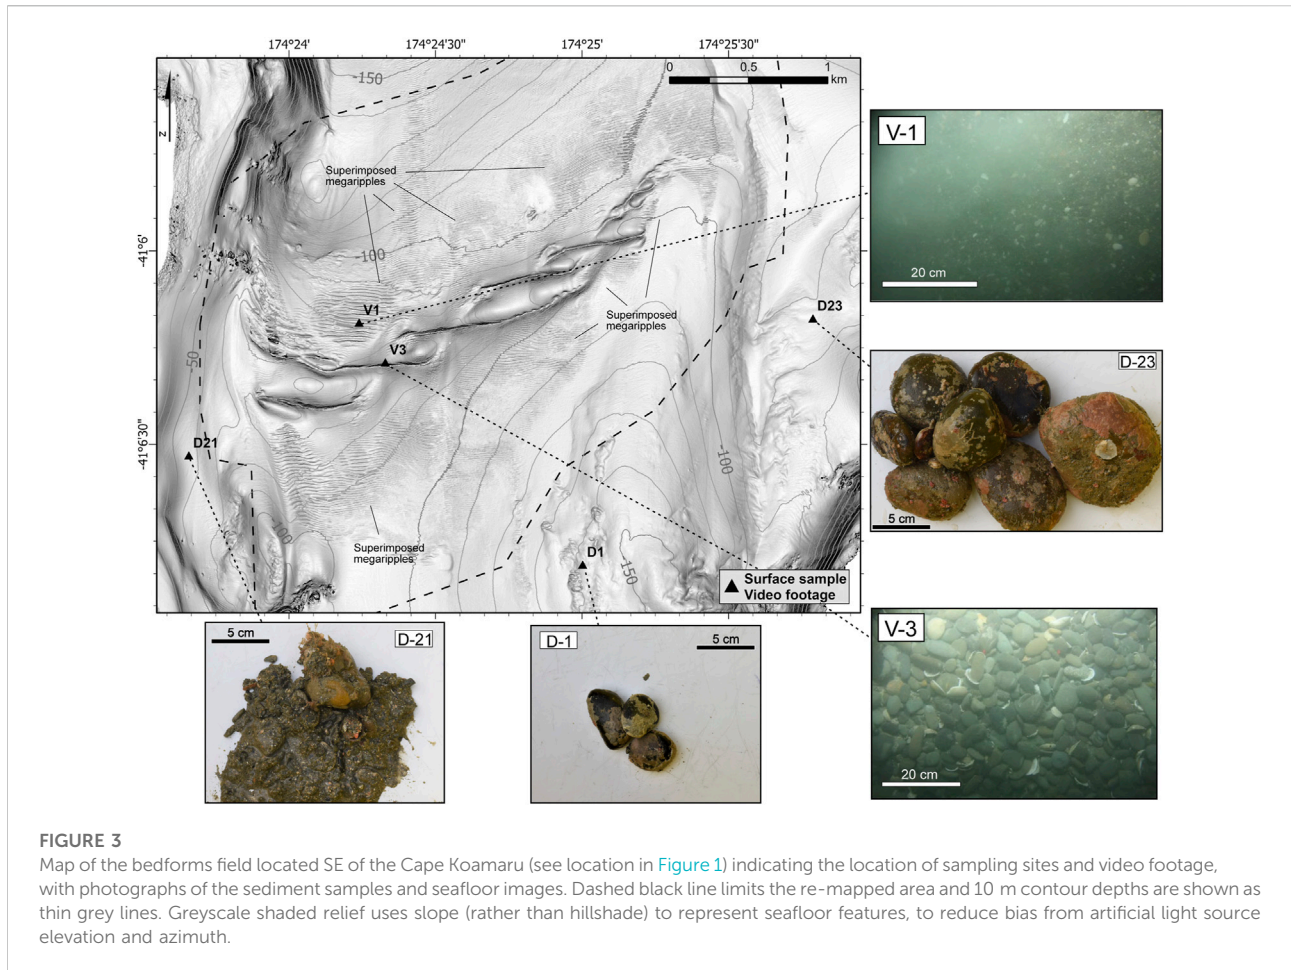 174°24'
174°24'30"
174°25'
174°25'30"
-150
0
0.5
1
km
z
V-1
Superimposed
megaripples
-41°6'
-100
20 cm
V1
D23
Superimposed
megaripples
V3
-50
D-23
D21
-41°6'30"
-100
5 cm
Superimposed
megaripples
-100
D1
-150
Surface sample
Video footage
V-3
5 cm
D-21
D-1
5 cm
20 cm
FIGURE 3
Map of the bedforms field located SE of the Cape Koamaru (see location in Figure 1) indicating the location of sampling sites and video footage,
with photographs of the sediment samples and seafloor images. Dashed black line limits the re-mapped area and 10 m contour depths are shown as
thin grey lines. Greyscale shaded relief uses slope (rather than hillshade) to represent seafloor features, to reduce bias from artificial light source
elevation and azimuth.